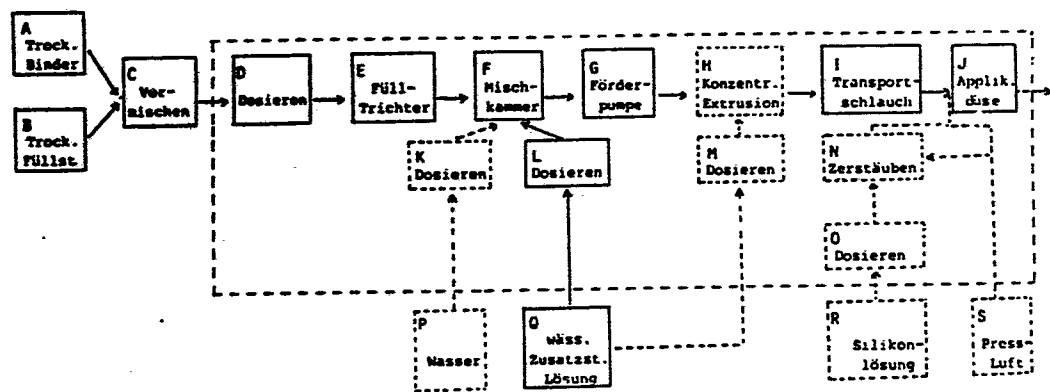 A
Trock.
Binder
B
Trock.
Füllst.
C
Vor-
mischen
D
Dosieren
E
Füll-
Trichter
F
Misch-
kammer
G
Förder-
pumpe
H
Konzentr.
Extrusion
I
Transport-
schlauch
J
Applik.
düse
K
Dosieren
L
Dosieren
M
Dosieren
N
Zerstäuben
O
Dosieren
P
Wasser
Q
wäss.
Zusatzst.
Lösung
R
Silikon-
lösung
S
Press-
Luft